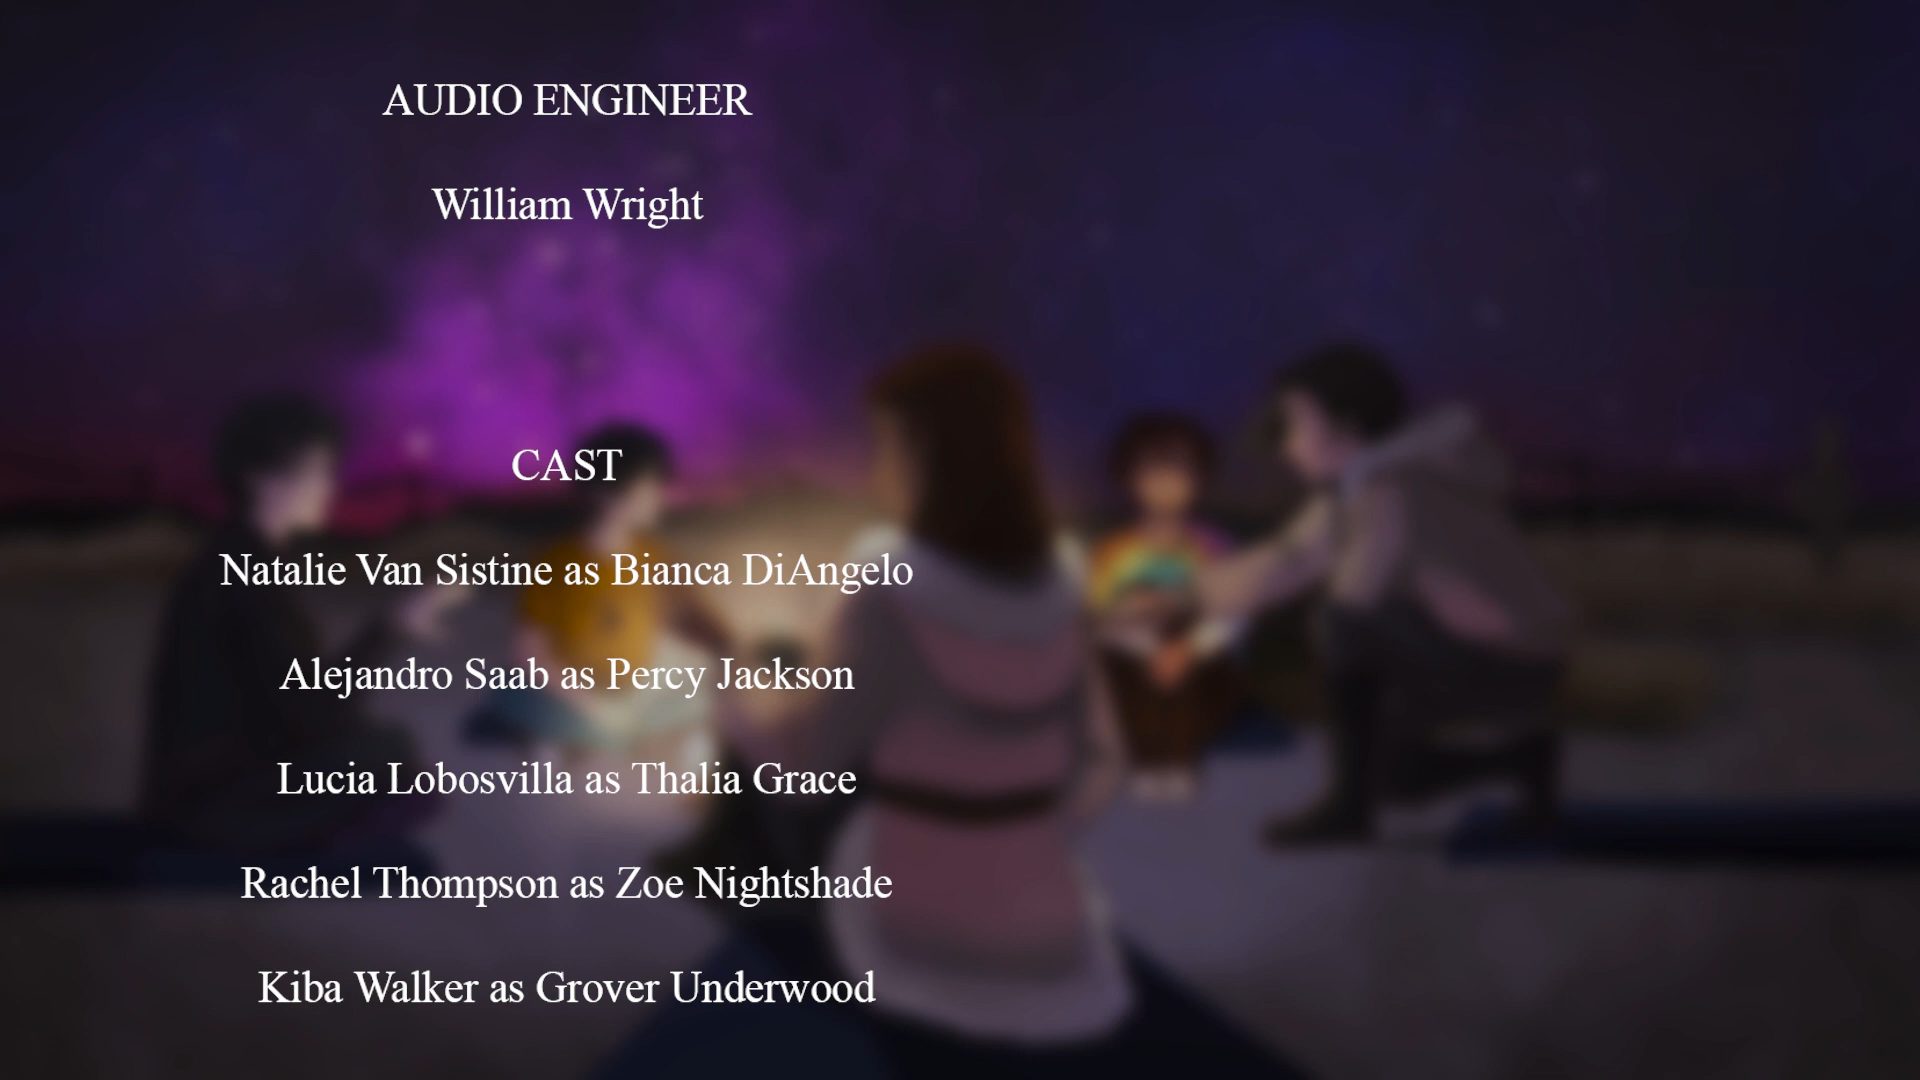 AUDIO ENGINEER
William Wright
CAST
Natalie Van Sistine as Bianca DiAngelo
Alejandro Saab as Percy Jackson
Lucia Lobosvilla as Thalia Grace
Rachel Thompson as Zoe Nightshade
Kiba Walker as Grover Underwood